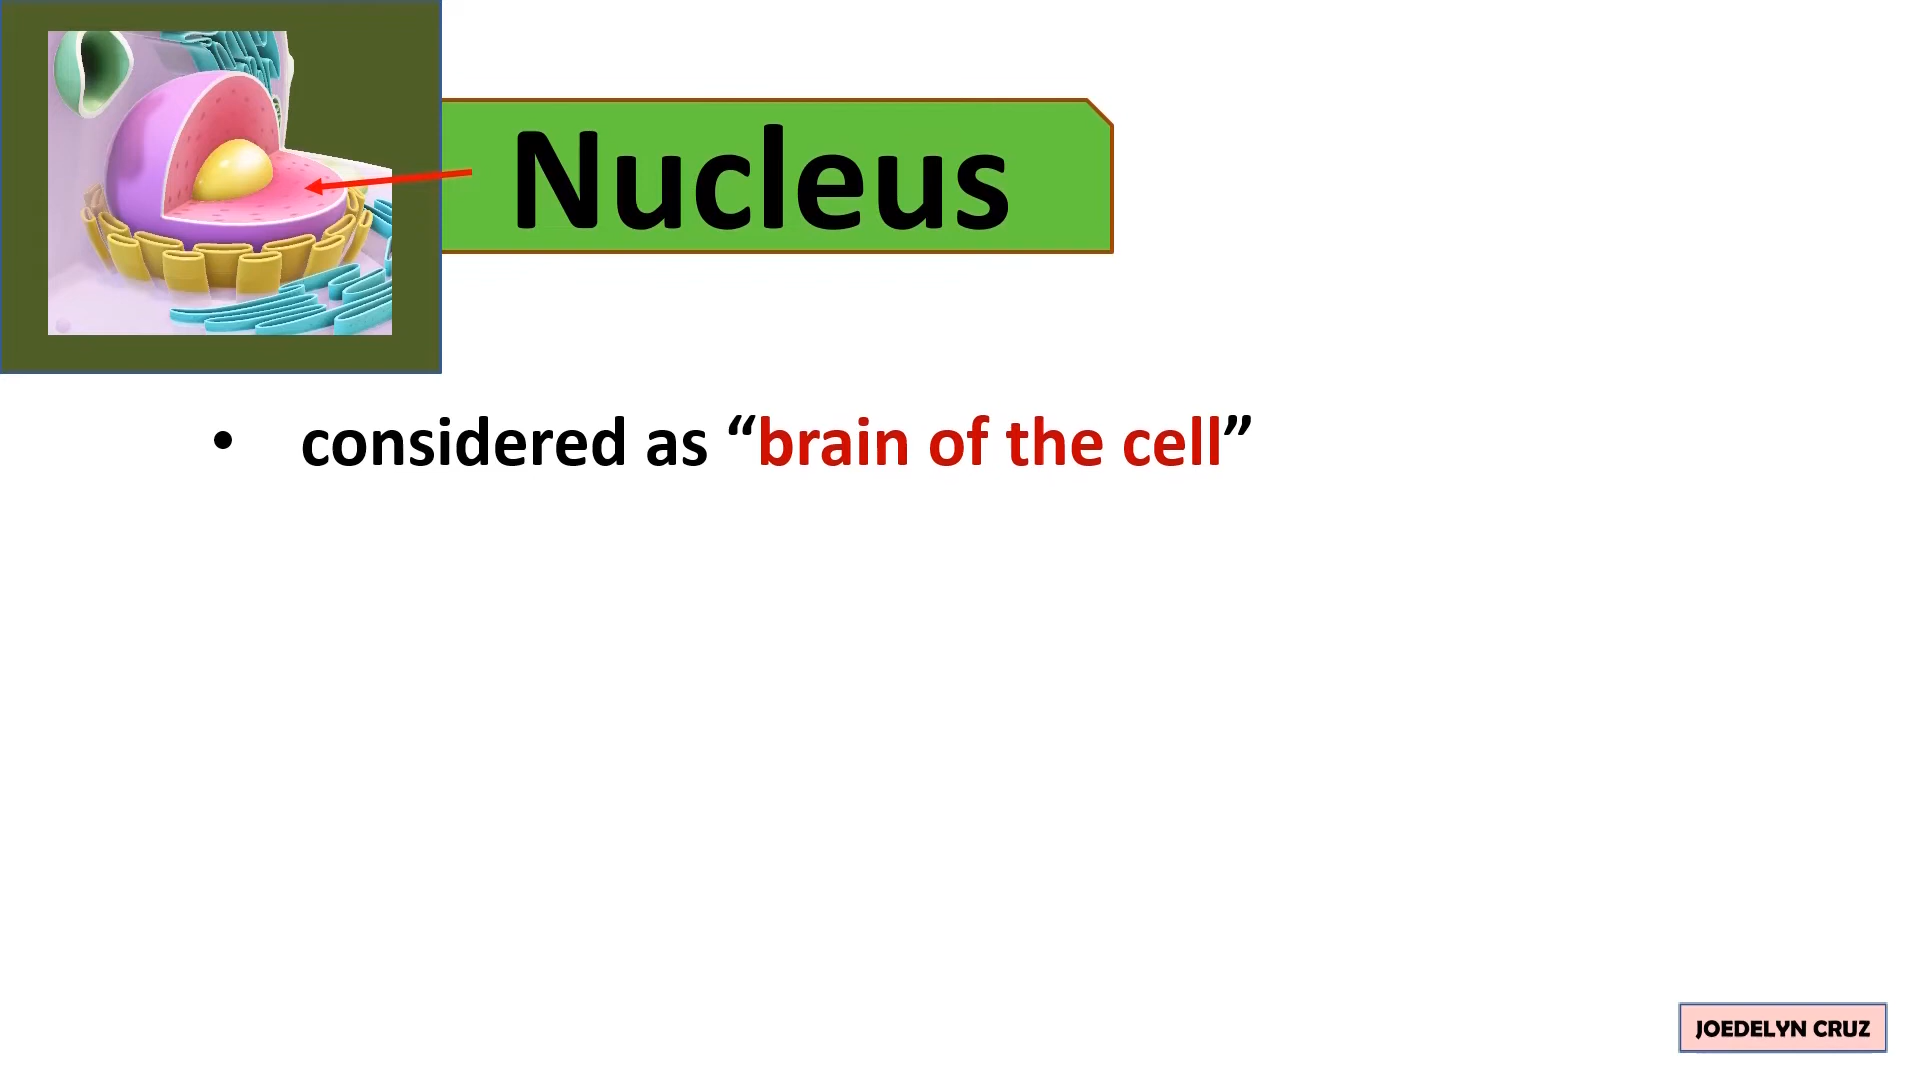 Nucleus
• considered as “brain of the cell”
JOEDELYN CRUZ